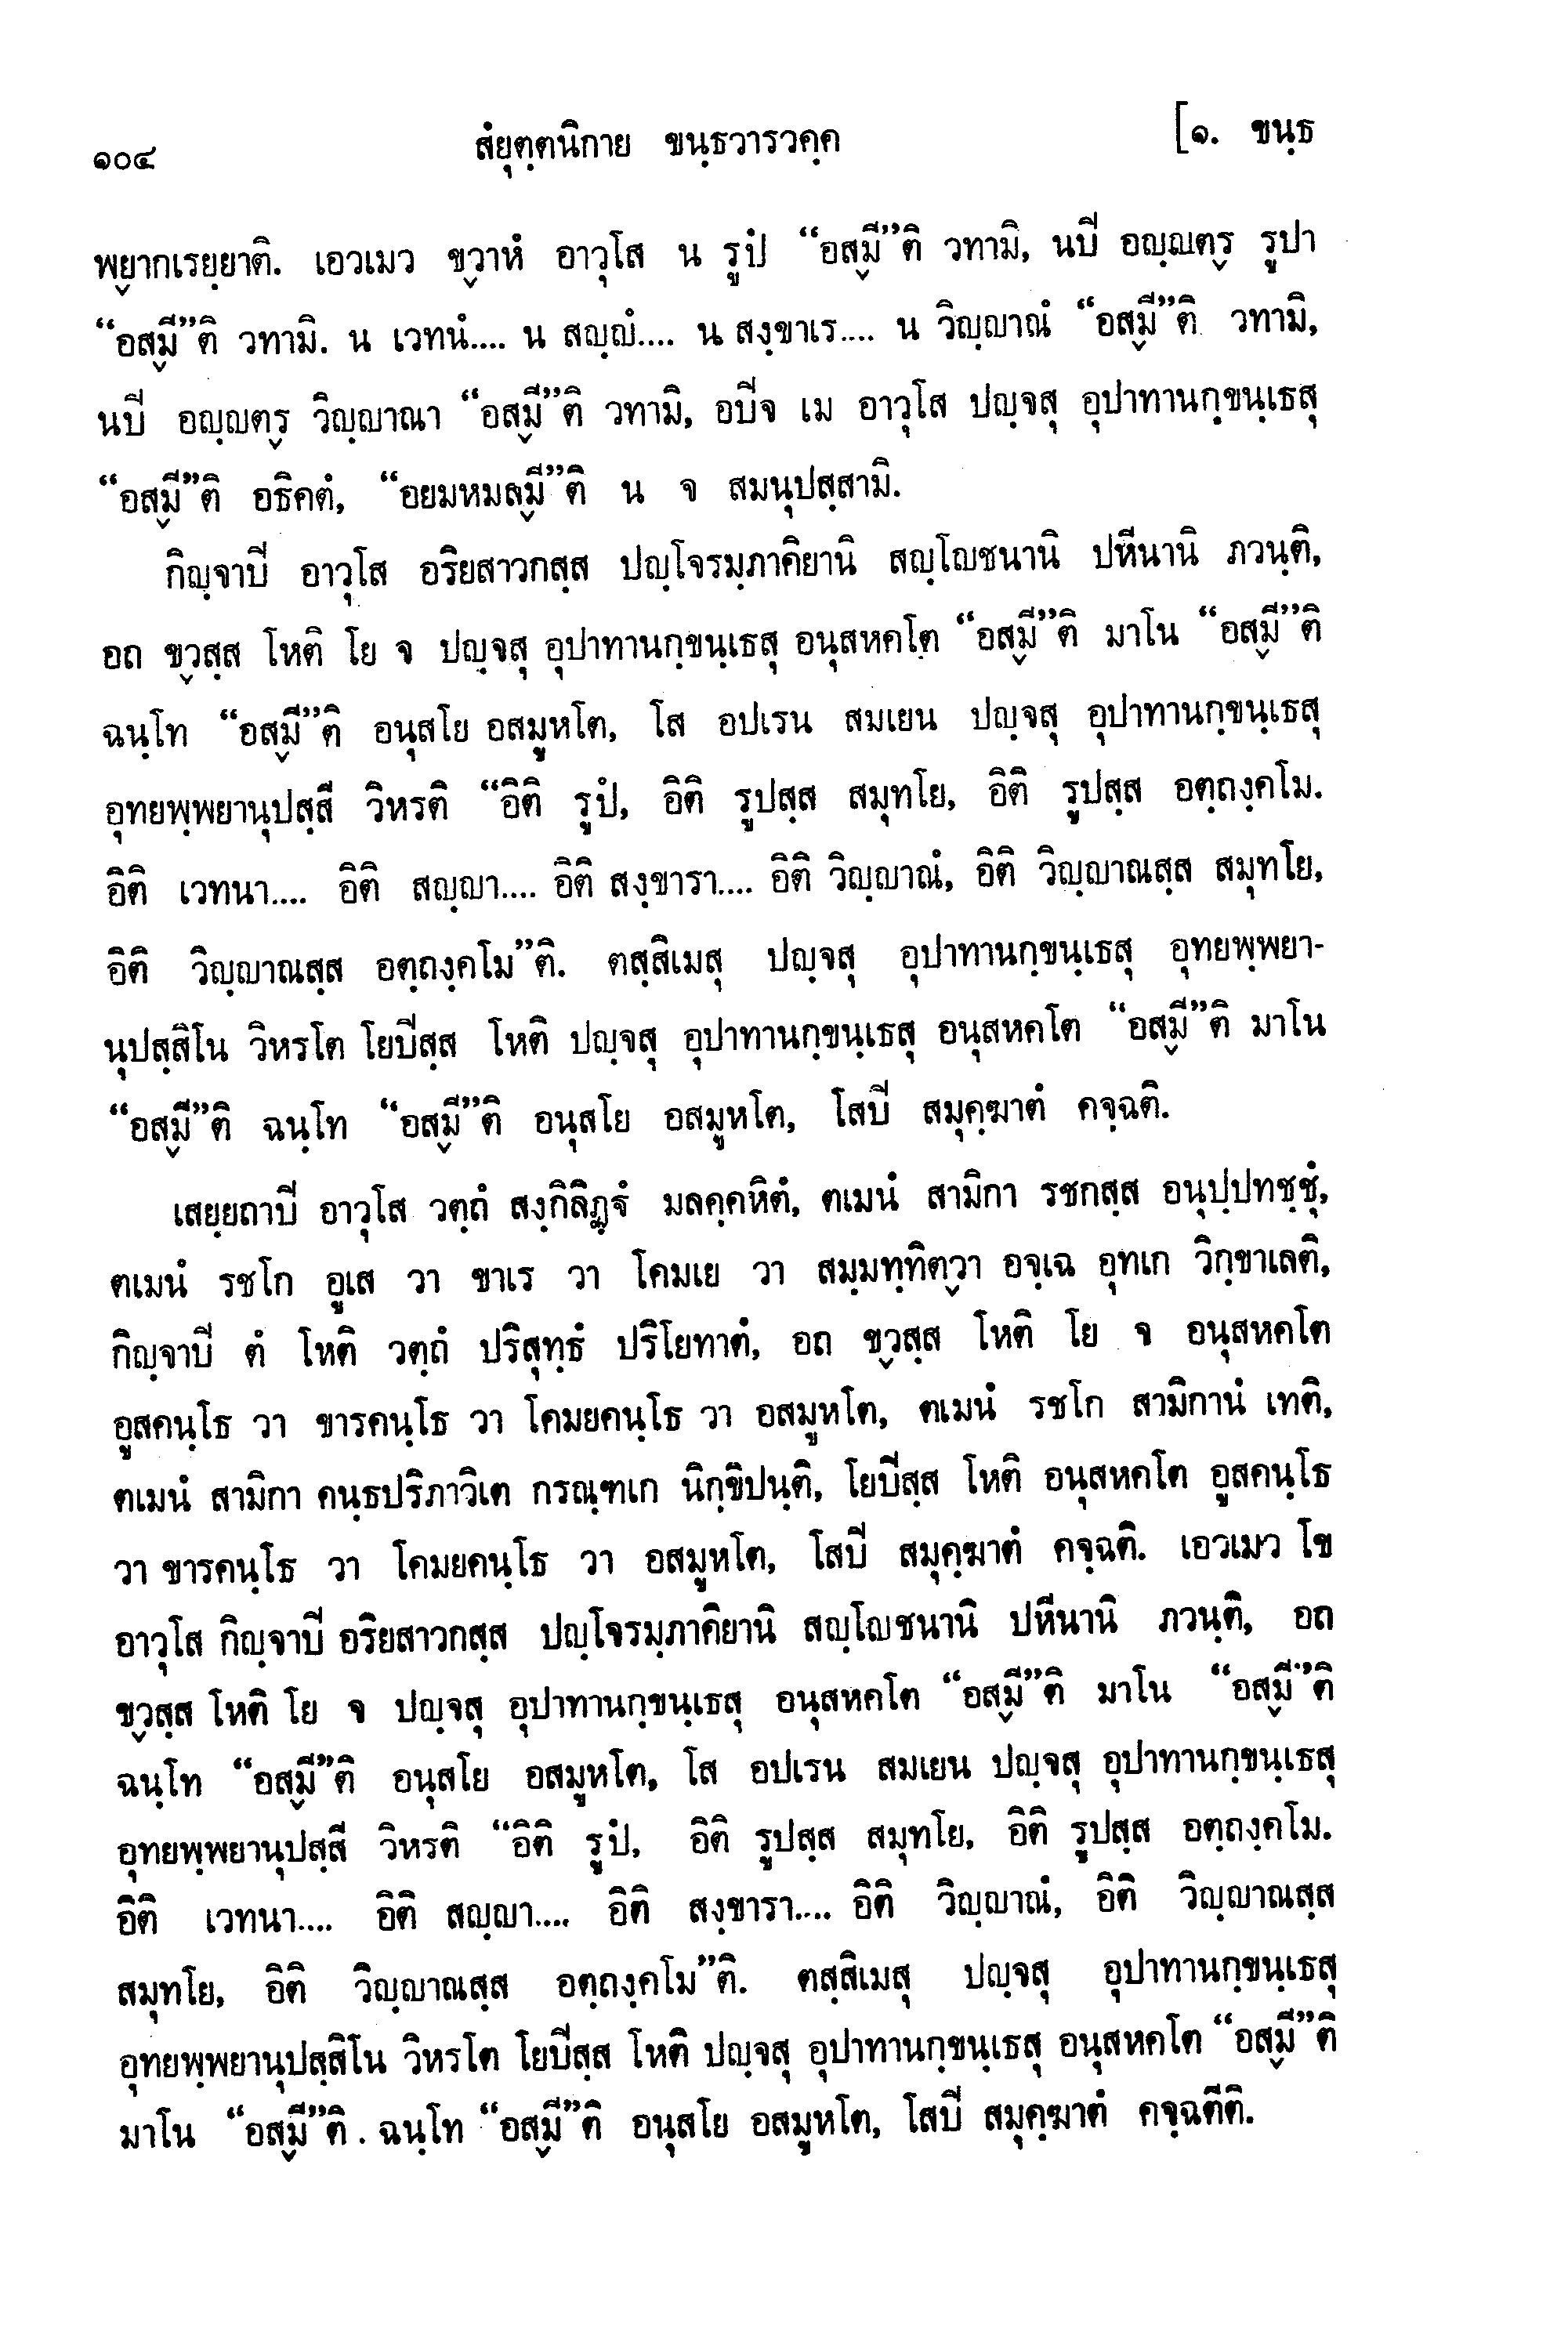 ๑๐๔ สํยุตฺตนิกาย ขนฺธวารวคฺค [๑. ขนฺธ
พฺยากเรยฺยาติ. เอวเมว ขฺวาหํ อาวุโส น รูปํ “อสฺมี”ติ วทามิ, นปิ อญฺญตฺร รูปา
“อสฺมี”ติ วทามิ. น เวทนํ.... น สญฺญํ.... น สงฺขาเร.... น วิญฺญาณํ “อสฺมี”ติ วทามิ,
นปิ อญฺญตฺร วิญฺญาณา “อสฺมี”ติ วทามิ, อปิจ เม อาวุโส ปญฺจสุ อุปาทานกฺขนฺเธสุ
“อสฺมี”ติ อธิคตํ, “อยมหมสฺมี”ติ น จ สมนุปสฺสามิ.
กิญฺจาปิ อาวุโส อริยสาวกสฺส ปญฺโจรมฺภาคิยานิ สญฺโญชนานิ ปหีนานิ ภวนฺติ,
อถ ขฺวสฺส โหติ โย จ ปญฺจสุ อุปาทานกฺขนฺเธสุ อนุสหคโต “อสฺมี”ติ มาโน “อสฺมี”ติ
ฉนฺโท “อสฺมี”ติ อนุสโย อสมูหโต, โส อปเรน สมเยน ปญฺจสุ อุปาทานกฺขนฺเธสุ
อุทยพฺพยานุปสฺสี วิหรติ “อิติ รูปํ, อิติ รูปสฺส สมุทโย, อิติ รูปสฺส อตฺถงฺคโม.
อิติ เวทนา.... อิติ สญฺญา.... อิติ สงฺขารา.... อิติ วิญฺญาณํ, อิติ วิญฺญาณสฺส สมุทโย,
อิติ วิญฺญาณสฺส อตฺถงฺคโม”ติ. ตสฺสิเมสุ ปญฺจสุ อุปาทานกฺขนฺเธสุ อุทยพฺพยา-
นุปสฺสิโน วิหรโต โยปิสฺส โหติ ปญฺจสุ อุปาทานกฺขนฺเธสุ อนุสหคโต “อสฺมี”ติ มาโน
“อสฺมี”ติ ฉนฺโท “อสฺมี”ติ อนุสโย อสมูหโต, โสปิ สมุคฺฆาตํ คจฺฉติ.
เสยฺยถาปิ อาวุโส วตฺถํ สงฺกิลิฏฺฐํ มลคฺคหิตํ, ตเมนํ สามิกา รชกสฺส อนุปฺปทชฺชุํ,
ตเมนํ รชโก อูเส วา ขาเร วา โคมเย วา สมฺมทฺทิตฺวา อจฺเฉ อุทเก วิกฺขาเลติ,
กิญฺจาปิ ตํ โหติ วตฺถํ ปริสุทฺธํ ปริโยทาตํ, อถ ขฺวสฺส โหติ โย จ อนุสหคโต
อูสคนฺโธ วา ขารคนฺโธ วา โคมยคนฺโธ วา อสมูหโต, ตเมนํ รชโก สามิกานํ เทติ,
ตเมนํ สามิกา คนฺธปริภาวิเต กรณฺฑเก นิกฺขิปนฺติ, โยปิสฺส โหติ อนุสหคโต อูสคนฺโธ
วา ขารคนฺโธ วา โคมยคนฺโธ วา อสมูหโต, โสปิ สมุคฺฆาตํ คจฺฉติ. เอวเมว โข
อาวุโส กิญฺจาปิ อริยสาวกสฺส ปญฺโจรมฺภาคิยานิ สญฺโญชนานิ ปหีนานิ ภวนฺติ, อถ
ขฺวสฺส โหติ โย จ ปญฺจสุ อุปาทานกฺขนฺเธสุ อนุสหคโต “อสฺมี”ติ มาโน “อสฺมี”ติ
ฉนฺโท “อสฺมี”ติ อนุสโย อสมูหโต, โส อปเรน สมเยน ปญฺจสุ อุปาทานกฺขนฺเธสุ
อุทยพฺพยานุปสฺสี วิหรติ “อิติ รูปํ, อิติ รูปสฺส สมุทโย, อิติ รูปสฺส อตฺถงฺคโม.
อิติ เวทนา.... อิติ สญฺญา.... อิติ สงฺขารา.... อิติ วิญฺญาณํ, อิติ วิญฺญาณสฺส
สมุทโย, อิติ วิญฺญาณสฺส อตฺถงฺคโม”ติ. ตสฺสิเมสุ ปญฺจสุ อุปาทานกฺขนฺเธสุ
อุทยพฺพยานุปสฺสิโน วิหรโต โยปิสฺส โหติ ปญฺจสุ อุปาทานกฺขนฺเธสุ อนุสหคโต “อสฺมี”ติ
มาโน “อสฺมี”ติ . ฉนฺโท “อสฺมี”ติ อนุสโย อสมูหโต, โสปิ สมุคฺฆาตํ คจฺฉตีติ.